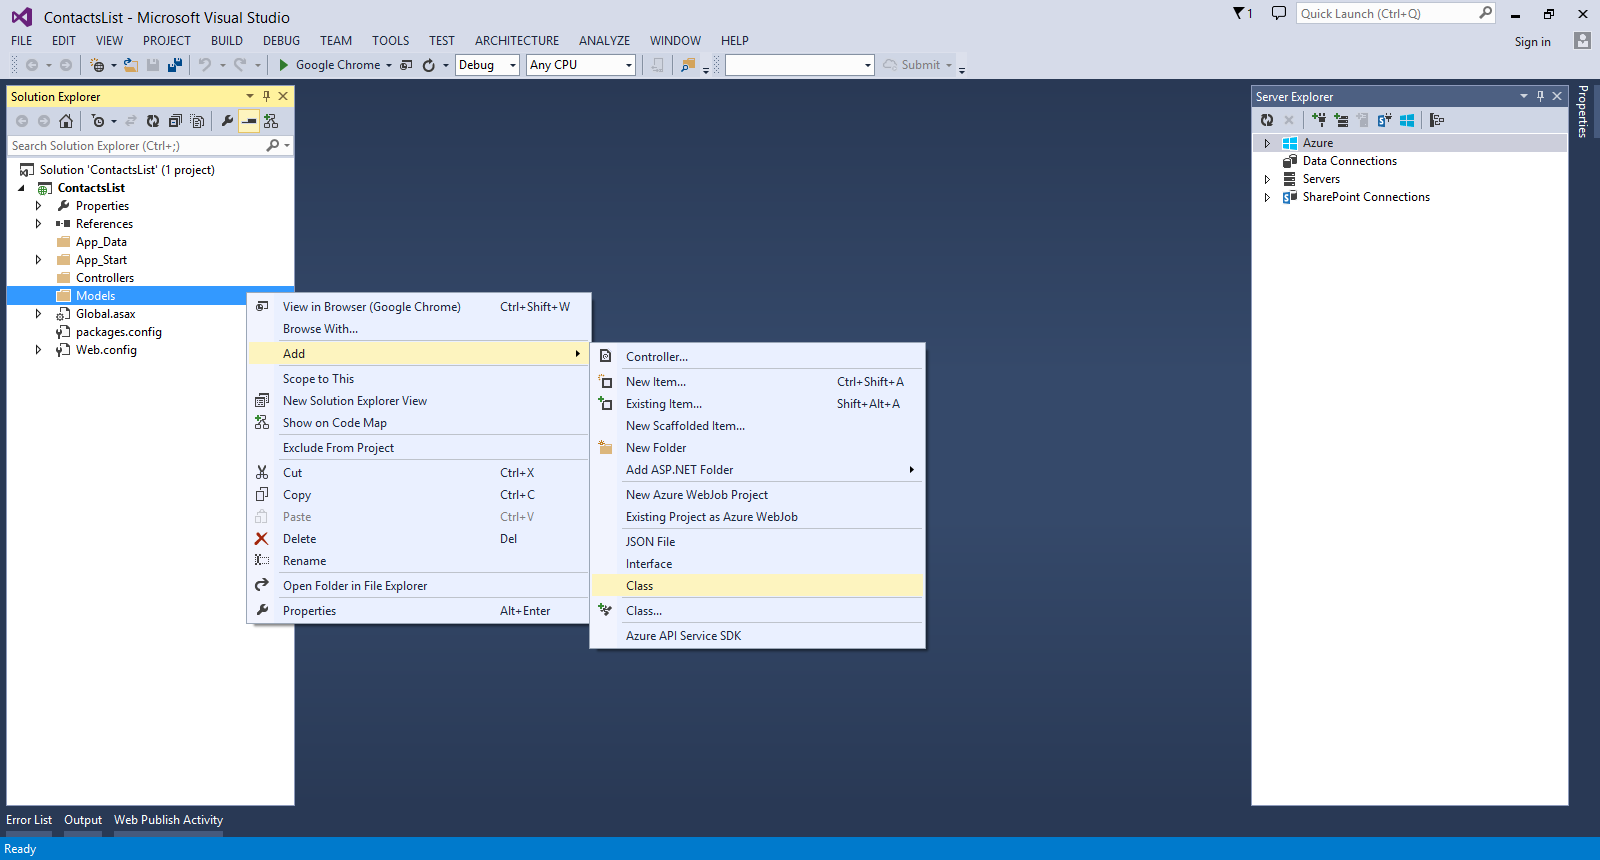 ContactsList - Microsoft Visual Studio
1
Quick Launch (Ctrl+Q)
FILE EDIT VIEW PROJECT BUILD DEBUG TEAM TOOLS TEST ARCHITECTURE ANALYZE WINDOW HELP
Sign in
Google Chrome Debug Any CPU Submit
Solution Explorer
Search Solution Explorer (Ctrl+;)
Solution 'ContactsList' (1 project)
ContactsList
Properties
References
App_Data
App_Start
Controllers
Models
Global.asax
packages.config
Web.config
View in Browser (Google Chrome) Ctrl+Shift+W
Browse With...
Add
Scope to This
New Solution Explorer View
Show on Code Map
Exclude From Project
Cut Ctrl+X
Copy Ctrl+C
Paste Ctrl+V
Delete Del
Rename
Open Folder in File Explorer
Properties Alt+Enter
Controller...
New Item... Ctrl+Shift+A
Existing Item... Shift+Alt+A
New Scaffolded Item...
New Folder
Add ASP.NET Folder
New Azure WebJob Project
Existing Project as Azure WebJob
JSON File
Interface
Class
Class...
Azure API Service SDK
Server Explorer
Azure
Data Connections
Servers
SharePoint Connections
Properties
Error List Output Web Publish Activity
Ready